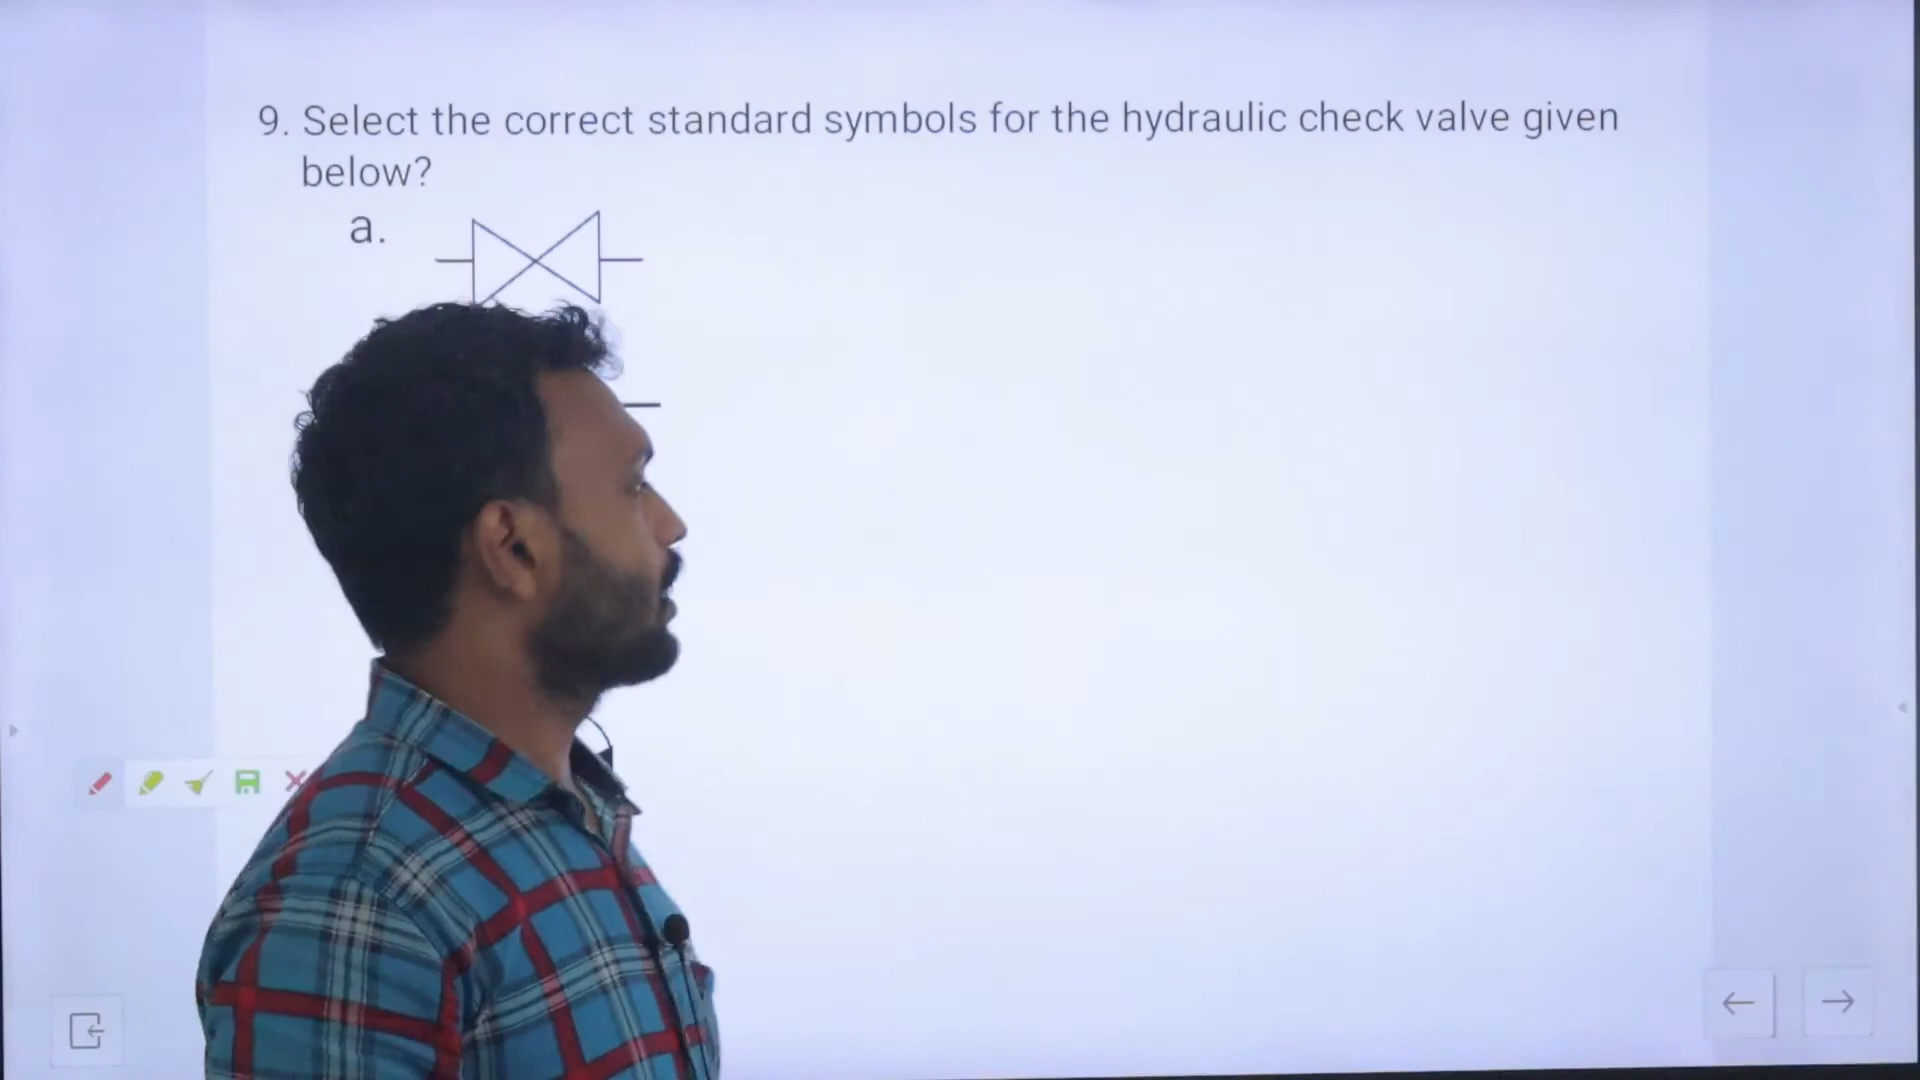 9. Select the correct standard symbols for the hydraulic check valve given
below?
a.